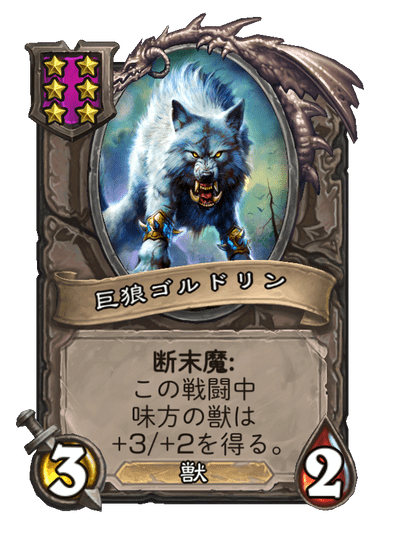 巨狼ゴルドリン
断末魔:
この戦闘中
味方の獣は
+3/+2を得る。
獣
3
2